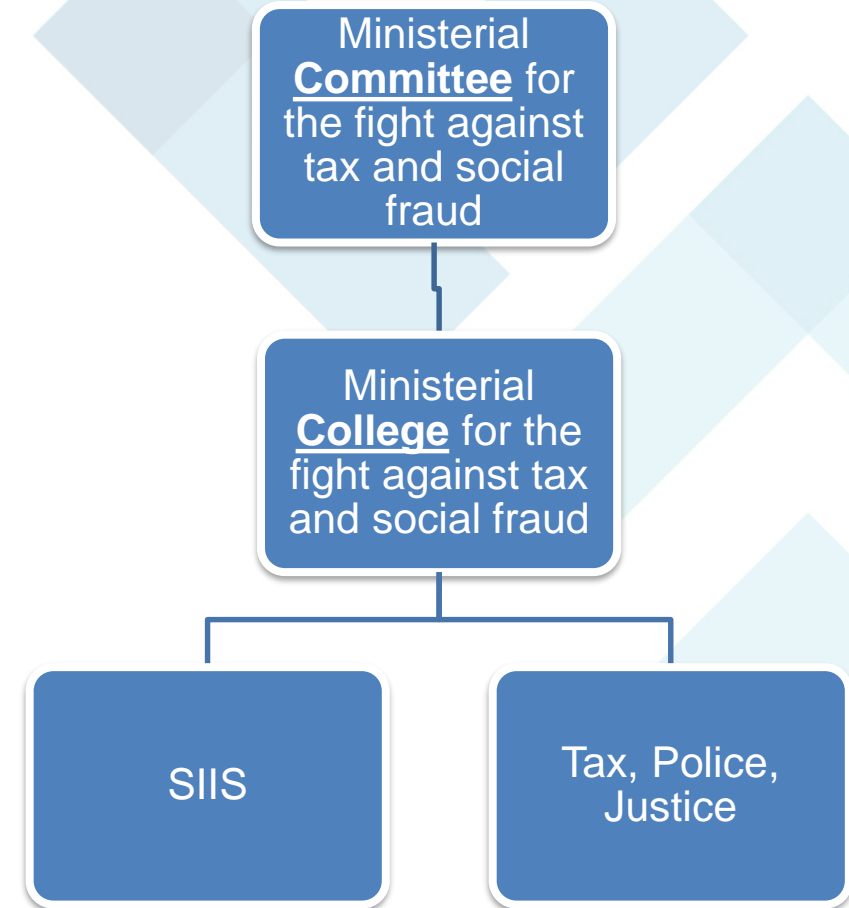 Ministerial
Committee for
the fight against
tax and social
fraud
Ministerial
College for the
fight against tax
and social fraud
SIIS
Tax, Police,
Justice